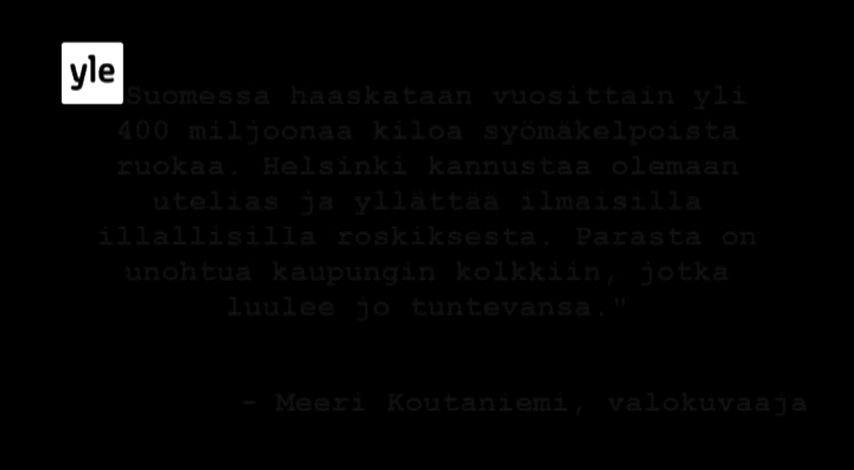 yle
Suomessa haaskataan vuosittain yli
400 miljoonaa kiloa syömäkelpoista
ruokaa. Helsinki kannustaa olemaan
utelias ja yllättää ilmaisilla
illallisilla roskiksesta. Parasta on
unohtua kaupungin kolkkiin, jotka
luulee jo tuntevansa."
- Meeri Koutaniemi, valokuvaaja